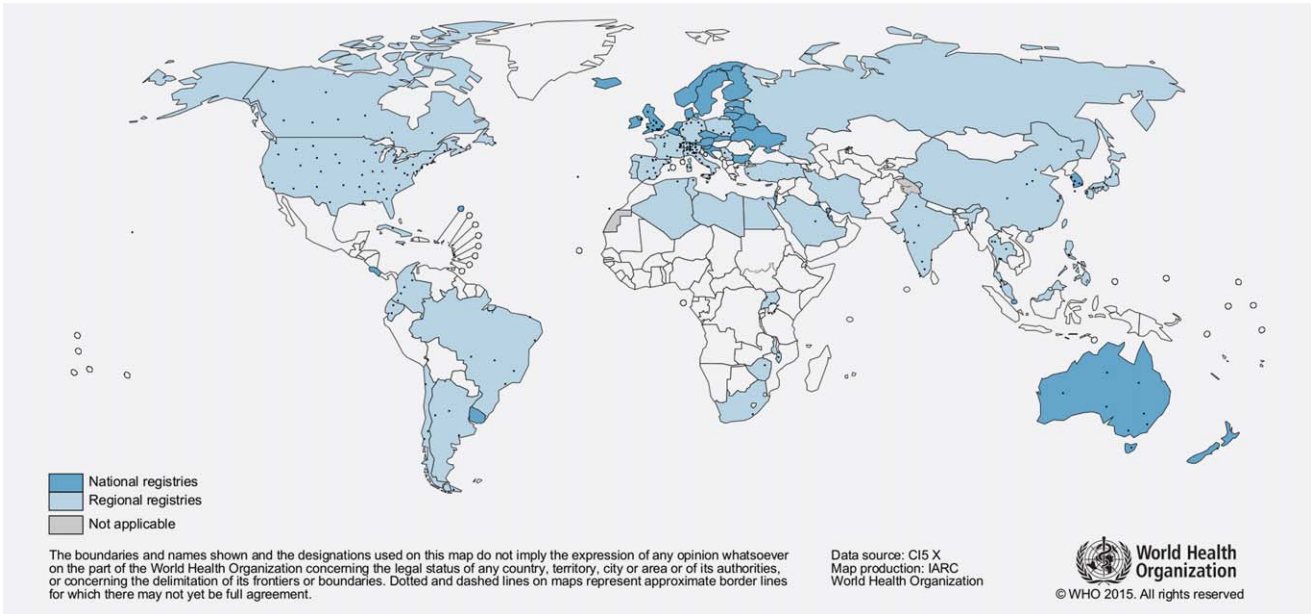 National registries
Regional registries
Not applicable
The boundaries and names shown and the designations used on this map do not imply the expression of any opinion whatsoever
on the part of the World Health Organization concerning the legal status of any country, territory, city or area or of its authorities,
or concerning the delimitation of its frontiers or boundaries. Dotted and dashed lines on maps represent approximate border lines
for which there may not yet be full agreement.
Data source: CI5 X
Map production: IARC
World Health Organization
World Health
Organization
© WHO 2015. All rights reserved